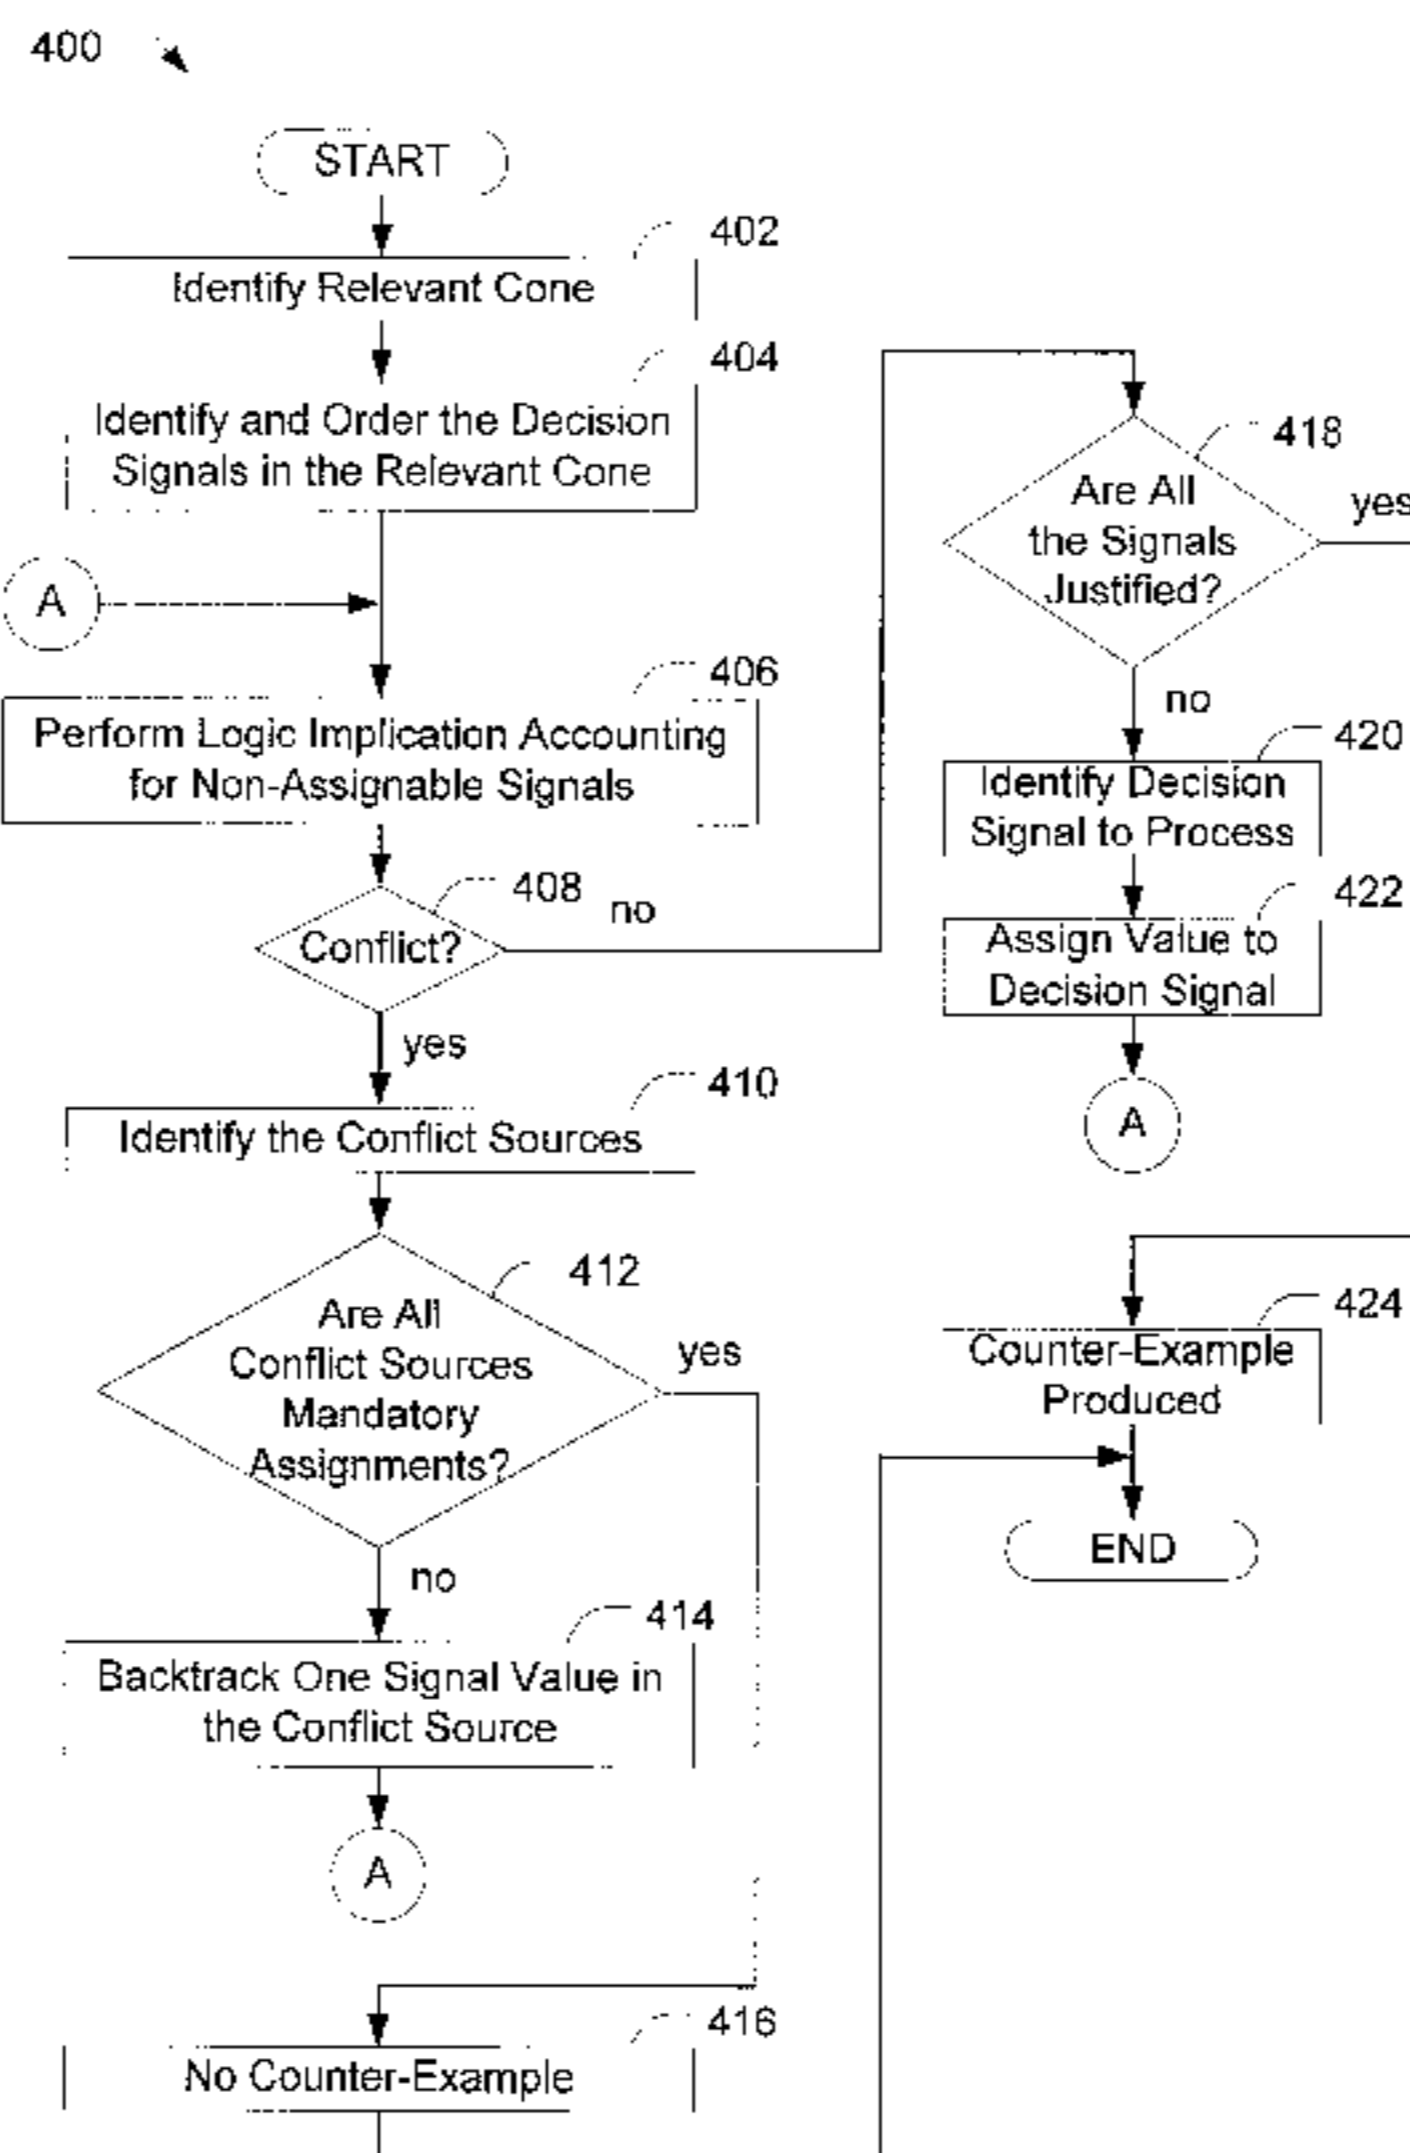 400
START
402
Identify Relevant Cone
404
Identify and Order the Decision
Signals in the Relevant Cone
A
406
Perform Logic Implication Accounting
for Non-Assignable Signals
408
Conflict?
no
yes
410
Identify the Conflict Sources
412
Are All
Conflict Sources
Mandatory
Assignments?
yes
no
414
Backtrack One Signal Value in
the Conflict Source
A
416
No Counter-Example
418
Are All
the Signals
Justified?
yes
no
420
Identify Decision
Signal to Process
422
Assign Value to
Decision Signal
A
424
Counter-Example
Produced
END